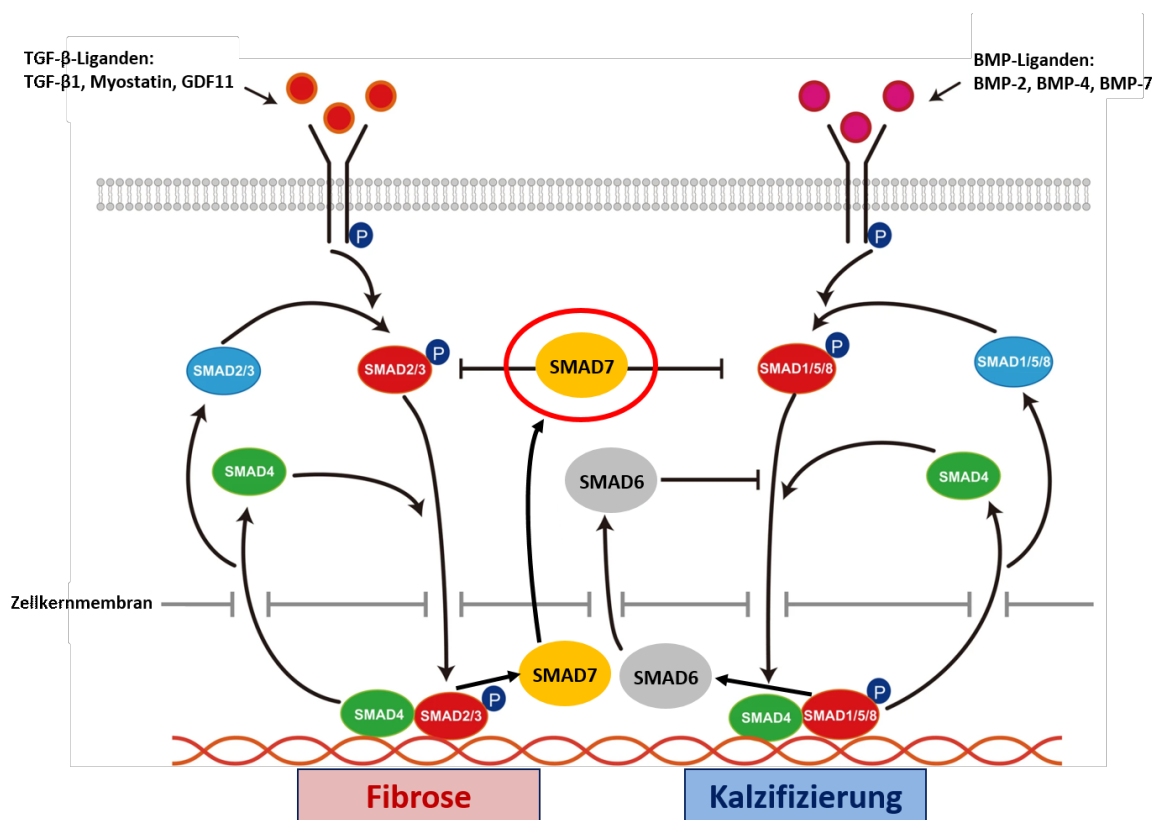 TGF-β-Liganden:
TGF-β1, Myostatin, GDF11
BMP-Liganden:
BMP-2, BMP-4, BMP-7
P
P
SMAD2/3
SMAD2/3
P
SMAD7
SMAD1/5/8
P
SMAD1/5/8
SMAD4
SMAD6
SMAD4
Zellkernmembran
SMAD4
SMAD2/3
P
SMAD7
SMAD6
SMAD4
SMAD1/5/8
P
Fibrose
Kalzifizierung